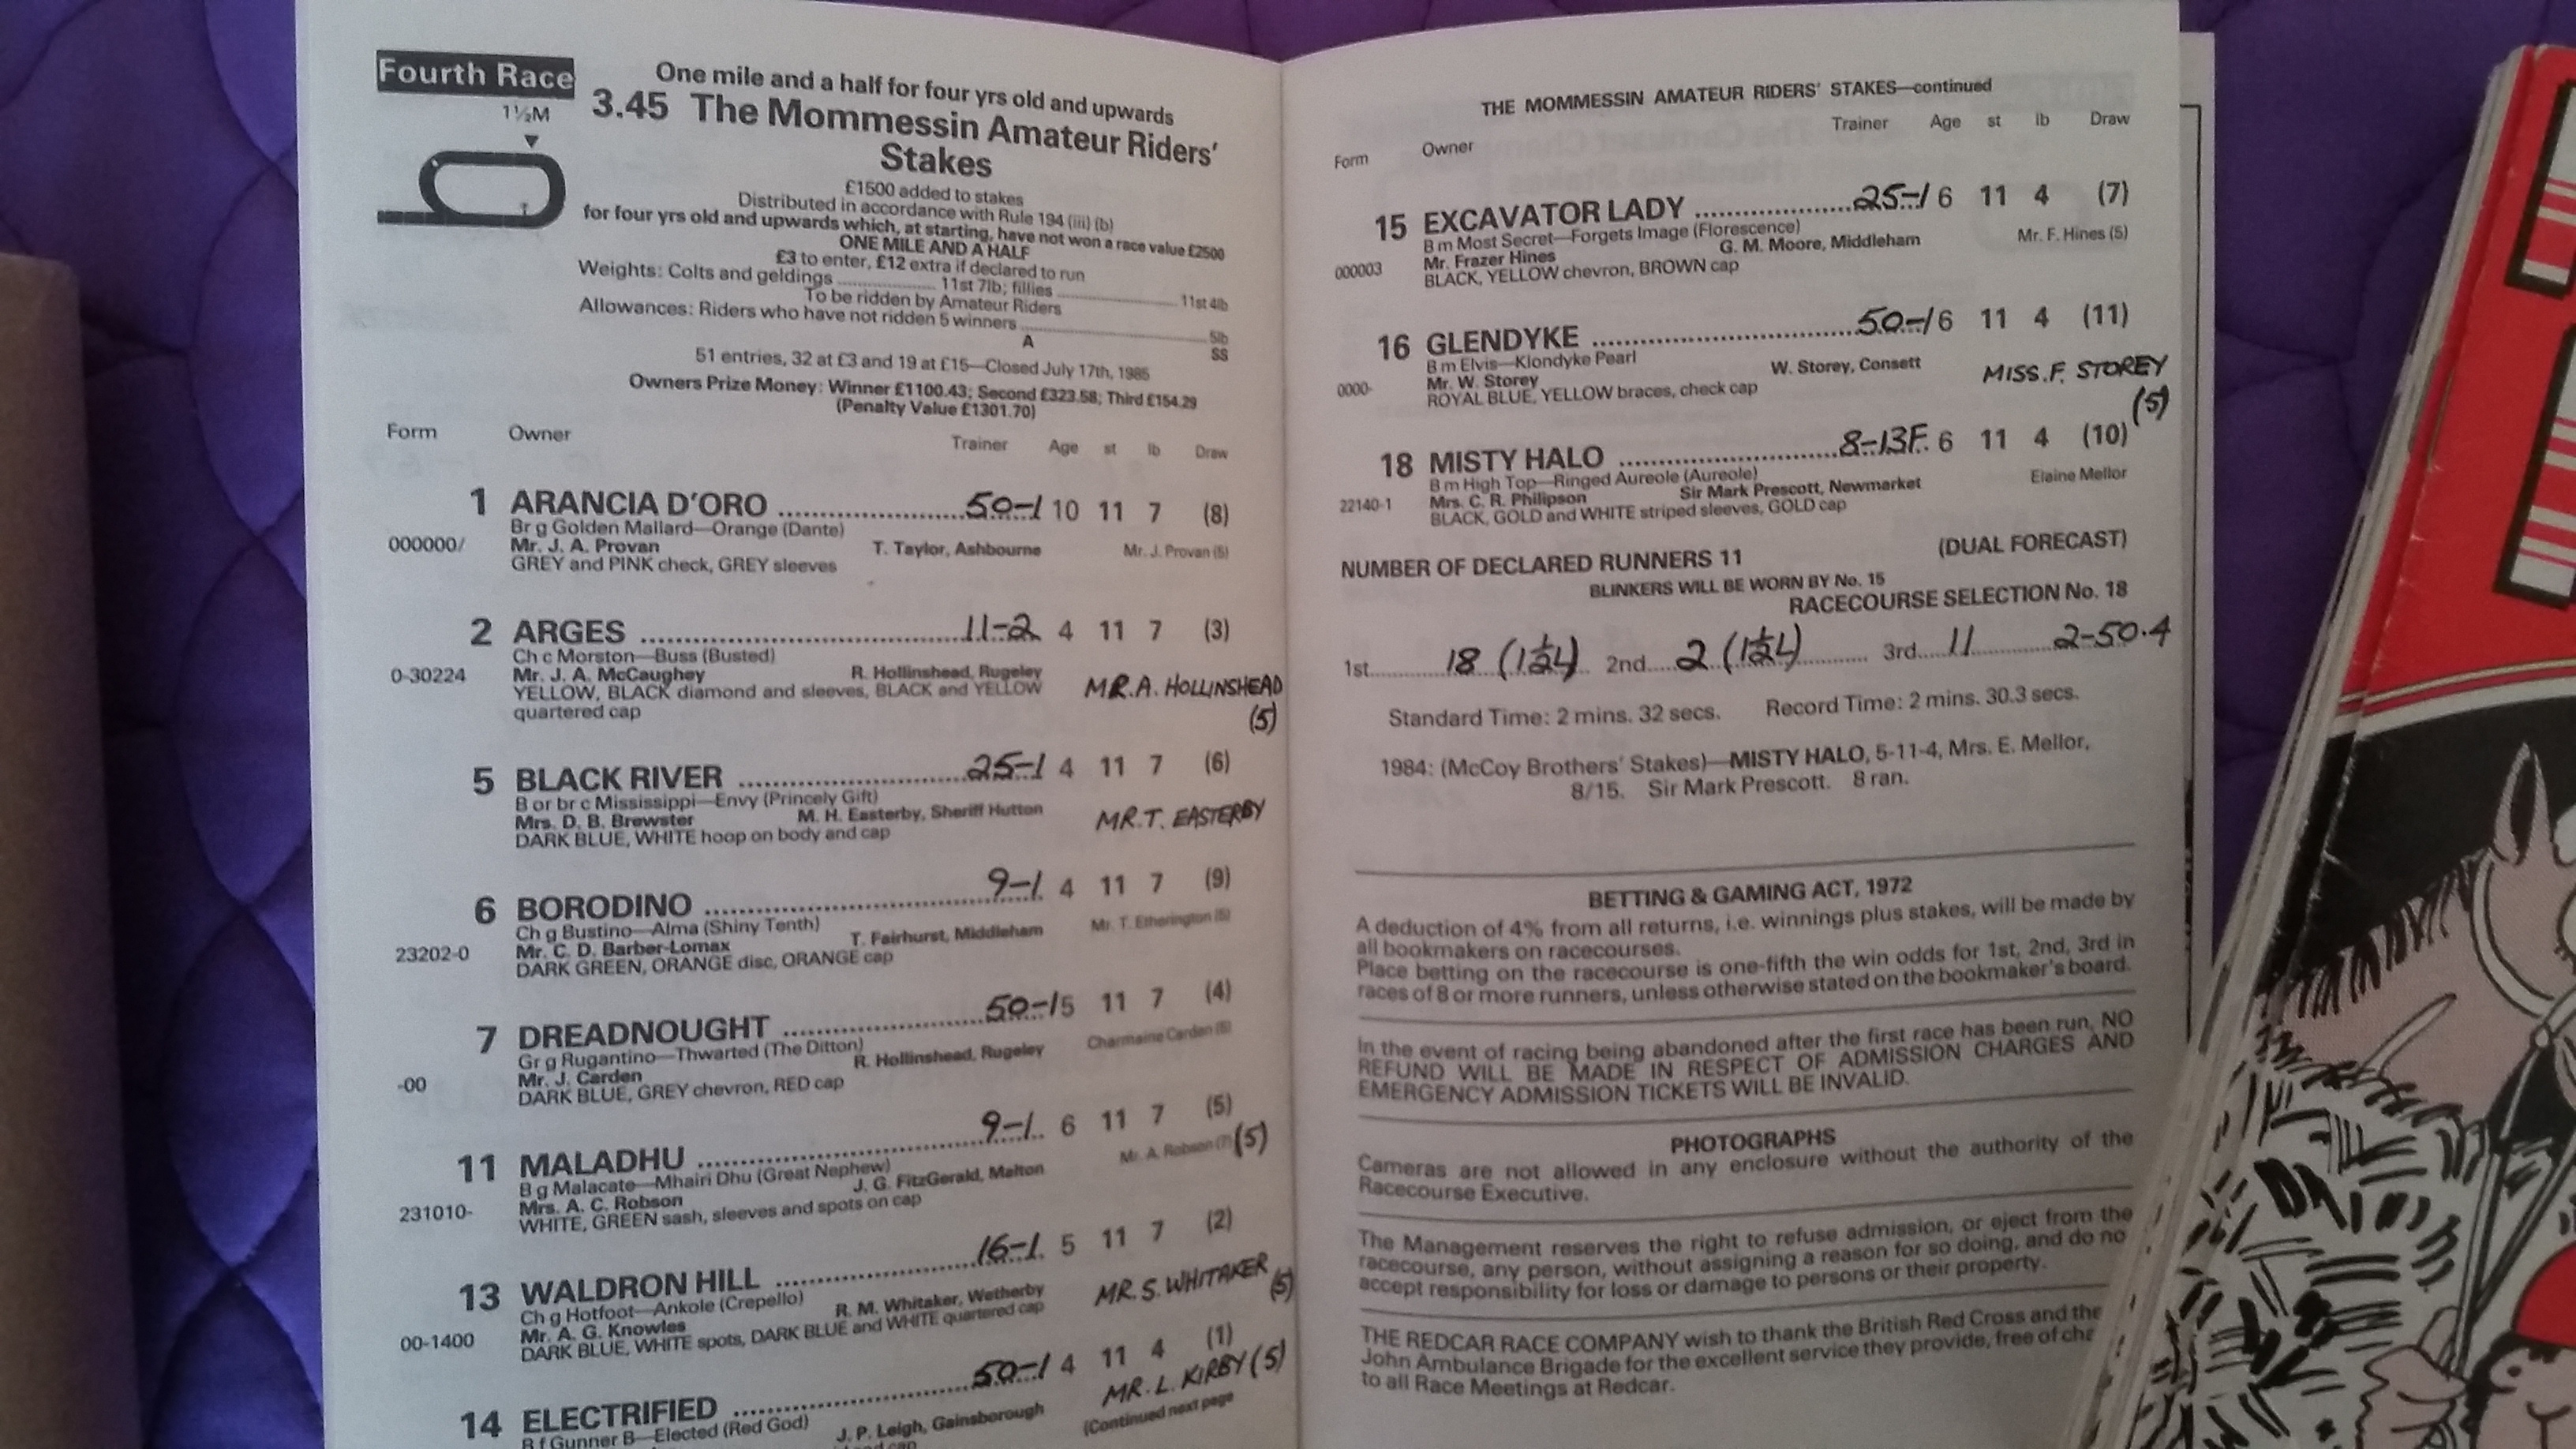 Fourth Race
1½M
One mile and a half for four yrs old and upwards
3.45 The Mommessin Amateur Riders'
Stakes
£1500 added to stakes
Distributed in accordance with Rule 194 (iii) (b)
for four yrs old and upwards which, at starting, have not won a race value £2500
ONE MILE AND A HALF
£3 to enter, £12 extra if declared to run
Weights: Colts and geldings .................... 11st 7lb; fillies .................... 11st 4lb
To be ridden by Amateur Riders
Allowances: Riders who have not ridden 5 winners .................... 5lb
A SS
51 entries, 32 at £3 and 19 at £15—Closed July 17th, 1985
Owners Prize Money: Winner £1100.43; Second £323.58; Third £154.29
(Penalty Value £1301.70)
Form Owner Trainer Age st lb Draw
1 ARANCIA D'ORO .................... 50-1 10 11 7 (8)
Br g Golden Mallard—Orange (Dante)
000000/ Mr. J. A. Provan T. Taylor, Ashbourne Mr. J. Provan (5)
GREY and PINK check, GREY sleeves
2 ARGES .................... 11-2 4 11 7 (3)
Ch c Morston—Buss (Busted)
0-30224 Mr. J. A. McCaughey R. Hollinshead, Rugeley
YELLOW, BLACK diamond and sleeves, BLACK and YELLOW MR. A. HOLLINSHEAD
quartered cap (5)
5 BLACK RIVER .................... 25-1 4 11 7 (6)
B or br c Mississippi—Envy (Princely Gift)
Mrs. D. B. Brewster M. H. Easterby, Sheriff Hutton MR. T. EASTERBY
DARK BLUE, WHITE hoop on body and cap
6 BORODINO .................... 9-1 4 11 7 (9)
Ch g Bustino—Alma (Shiny Tenth)
23202-0 Mr. C. D. Barber-Lomax T. Fairhurst, Middleham Mr. T. Etherington (5)
DARK GREEN, ORANGE disc, ORANGE cap
7 DREADNOUGHT .................... 50-1 5 11 7 (4)
Gr g Rugantino—Thwarted (The Ditton)
-00 Mr. J. Carden R. Hollinshead, Rugeley Charmaine Carden (5)
DARK BLUE, GREY chevron, RED cap
11 MALADHU .................... 9-1 6 11 7 (5)
B g Malacate—Mhairi Dhu (Great Nephew) Mr. A. Robson (7) (5)
231010- Mrs. A. C. Robson J. G. FitzGerald, Malton
WHITE, GREEN sash, sleeves and spots on cap
13 WALDRON HILL .................... 16-1 5 11 7 (2)
Ch g Hotfoot—Ankole (Crepello)
00-1400 Mr. A. G. Knowles R. M. Whitaker, Wetherby MR. S. WHITAKER (5)
DARK BLUE, WHITE spots, DARK BLUE and WHITE quartered cap
14 ELECTRIFIED .................... 50-1 4 11 4 (1)
B f Gunner B—Elected (Red God) MR. L. KIRBY (5)
J. P. Leigh, Gainsborough (Continued next page
cap
THE MOMMESSIN AMATEUR RIDERS' STAKES—continued
Form Owner Trainer Age st lb Draw
15 EXCAVATOR LADY .................... 25-1 6 11 4 (7)
B m Most Secret—Forgets Image (Florescence)
000003 Mr. Frazer Hines G. M. Moore, Middleham Mr. F. Hines (5)
BLACK, YELLOW chevron, BROWN cap
16 GLENDYKE .................... 50-1 6 11 4 (11)
B m Elvis—Klondyke Pearl
0000- Mr. W. Storey W. Storey, Consett MISS. F. STOREY
ROYAL BLUE, YELLOW braces, check cap (5)
18 MISTY HALO .................... 8-13F. 6 11 4 (10)
B m High Top—Ringed Aureole (Aureole)
22140-1 Mrs. C. R. Philipson Sir Mark Prescott, Newmarket Elaine Mellor
BLACK, GOLD and WHITE striped sleeves, GOLD cap
NUMBER OF DECLARED RUNNERS 11 (DUAL FORECAST)
BLINKERS WILL BE WORN BY No. 15
RACECOURSE SELECTION No. 18
1st.......... 18 (1½L) 2nd.... 2 (1½L) .......... 3rd... 11 .......... 2-50.4
Standard Time: 2 mins. 32 secs. Record Time: 2 mins. 30.3 secs.
1984: (McCoy Brothers' Stakes)—MISTY HALO, 5-11-4, Mrs. E. Mellor,
8/15. Sir Mark Prescott. 8 ran.
BETTING & GAMING ACT, 1972
A deduction of 4% from all returns, i.e. winnings plus stakes, will be made by
all bookmakers on racecourses.
Place betting on the racecourse is one-fifth the win odds for 1st, 2nd, 3rd in
races of 8 or more runners, unless otherwise stated on the bookmaker's board.
In the event of racing being abandoned after the first race has been run, NO
REFUND WILL BE MADE IN RESPECT OF ADMISSION CHARGES AND
EMERGENCY ADMISSION TICKETS WILL BE INVALID.
PHOTOGRAPHS
Cameras are not allowed in any enclosure without the authority of the
Racecourse Executive.
The Management reserves the right to refuse admission, or eject from the
racecourse, any person, without assigning a reason for so doing, and do no
accept responsibility for loss or damage to persons or their property.
THE REDCAR RACE COMPANY wish to thank the British Red Cross and the
John Ambulance Brigade for the excellent service they provide, free of cha
to all Race Meetings at Redcar.